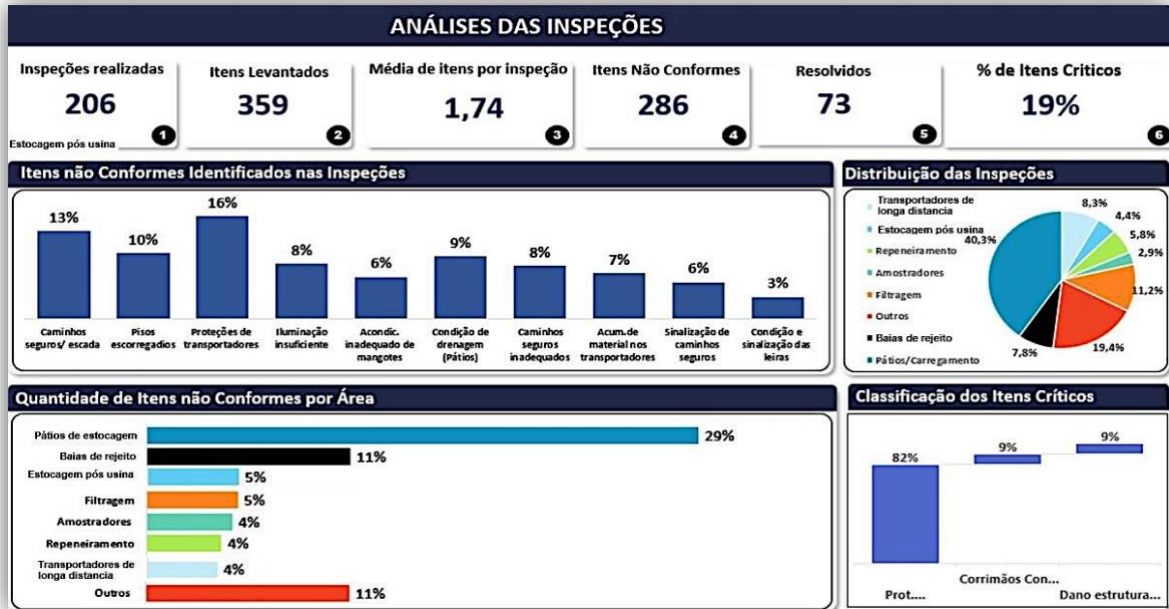 ANÁLISES DAS INSPEÇÕES
Inspeções realizadas
206
1
Estocagem pós usina
Itens Levantados
359
2
Média de itens por inspeção
1,74
3
Itens Não Conformes
286
4
Resolvidos
73
5
% de Itens Criticos
19%
6
Itens não Conformes Identificados nas Inspeções
13%
10%
16%
8%
6%
9%
8%
7%
6%
3%
Caminhos
seguros/ escada
Pisos
escorregadios
Proteções de
transportadores
Iluminação
insuficiente
Acondic.
inadequado de
mangotes
Condição de
drenagem
(Pátios)
Caminhos
seguros
inadequados
Acum.de
material nos
transportadores
Sinalização de
caminhos
seguros
Condição e
sinalização das
leiras
Distribuição das Inspeções
Transportadores de
longa distancia
Estocagem pós usina
Repeneiramento
Amostradores
Filtragem
Outros
Baias de rejeito
Pátios/Carregamento
8,3%
4,4%
5,8%
2,9%
11,2%
19,4%
7,8%
40,3%
Quantidade de Itens não Conformes por Área
Pátios de estocagem
29%
Baias de rejeito
11%
Estocagem pós usina
5%
Filtragem
5%
Amostradores
4%
Repeneiramento
4%
Transportadores de
longa distancia
4%
Outros
11%
Classificação dos Itens Críticos
82%
9%
9%
Prot....
Corrimãos Con...
Dano estrutura...